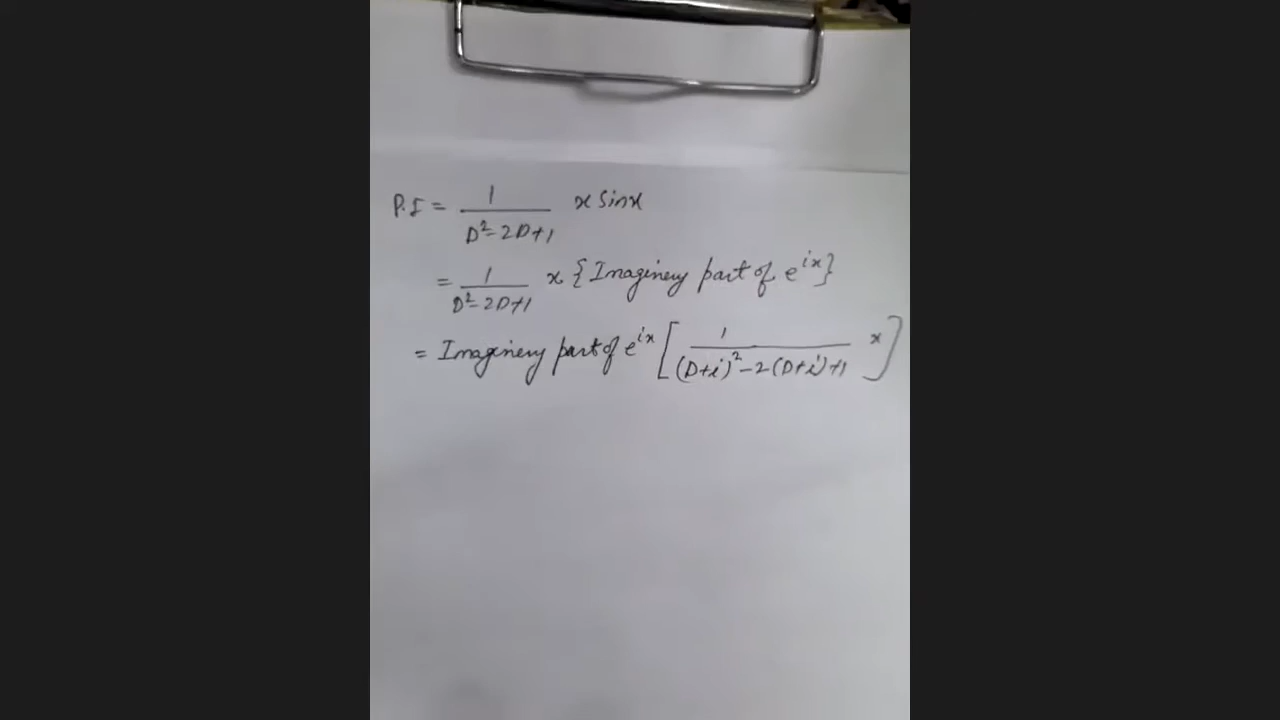 P.I = 1/(D²-2D+1) x Sinx
= 1/(D²-2D+1) x {Imaginery part of e^{ix}}
= Imaginery part of e^{ix} [1/((D+i)²-2(D+i)+1) x]